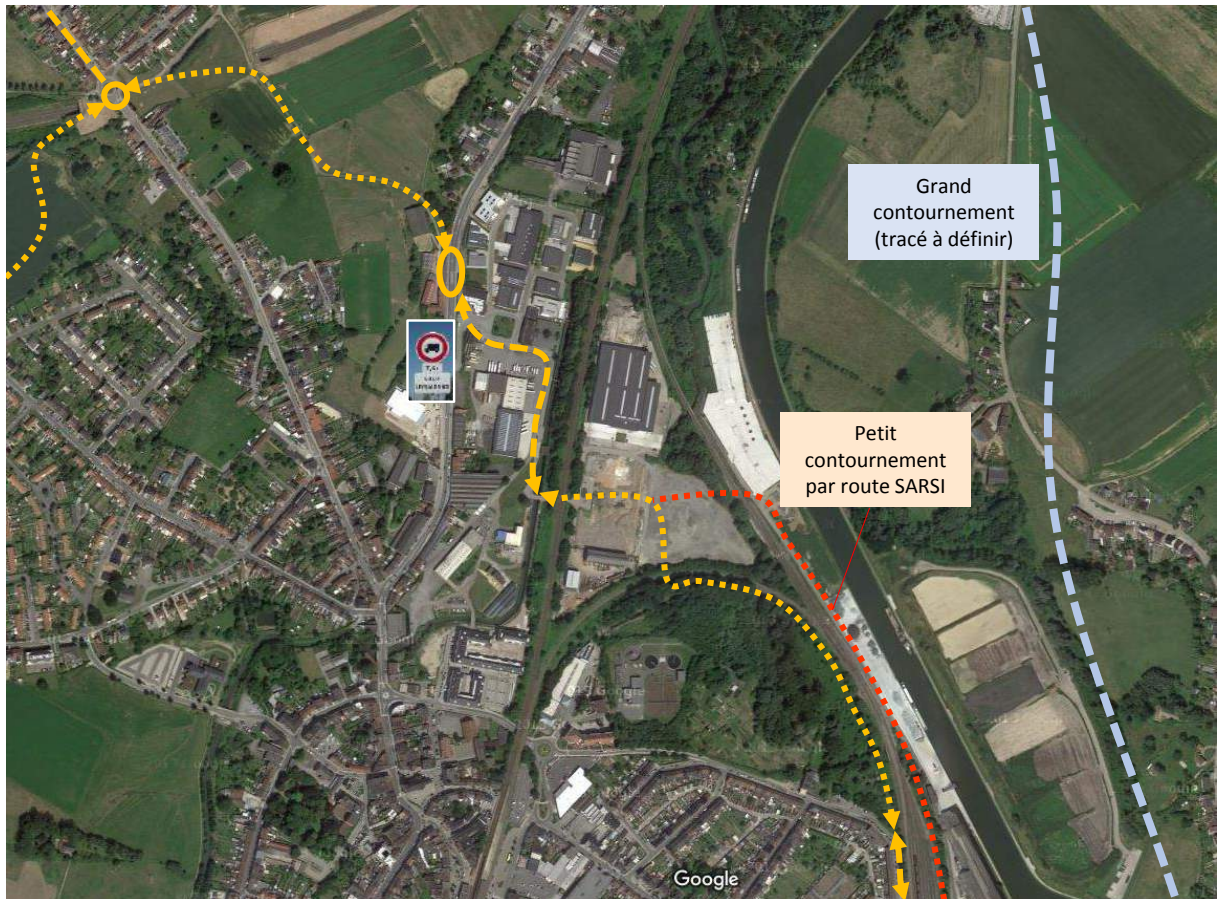 Grand
contournement
(tracé à définir)
Petit
contournement
par route SARSI
Google